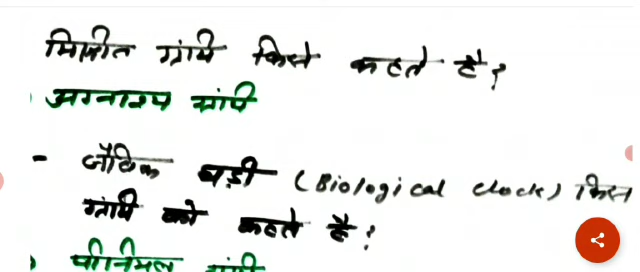 मिश्रित ग्रंथि किसे कहते है?
अग्नाशय ग्रंथि
- जैविक घड़ी (Biological clock) किस
ग्रंथि को कहते है?
पीनियल ग्रंथि